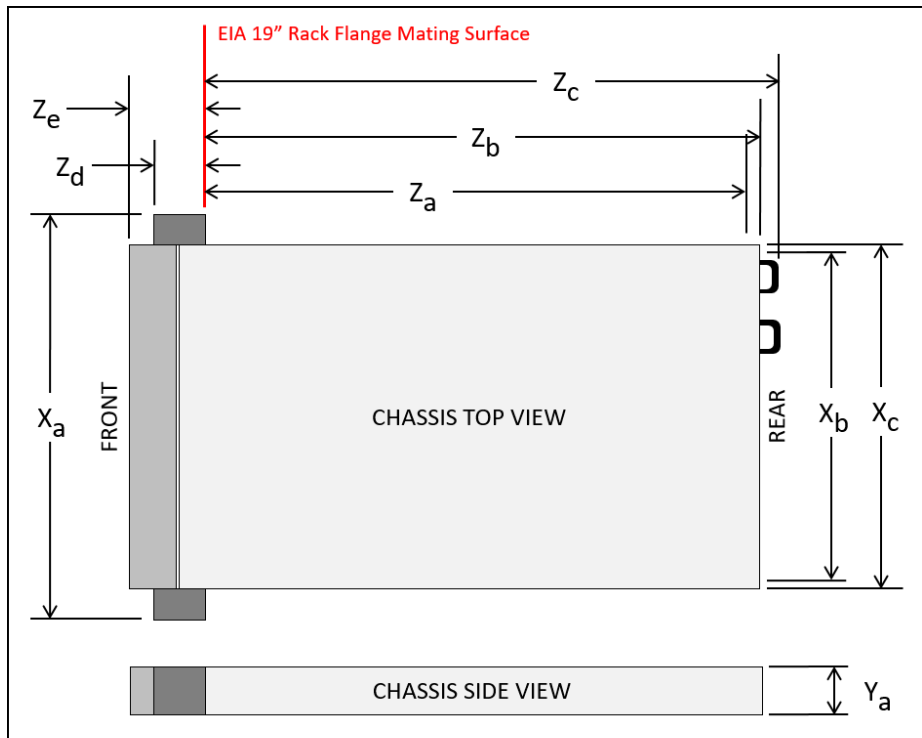 EIA 19” Rack Flange Mating Surface
Zc
Ze
Zb
Zd
Za
Xa
FRONT
CHASSIS TOP VIEW
Xb
Xc
REAR
CHASSIS SIDE VIEW
Ya